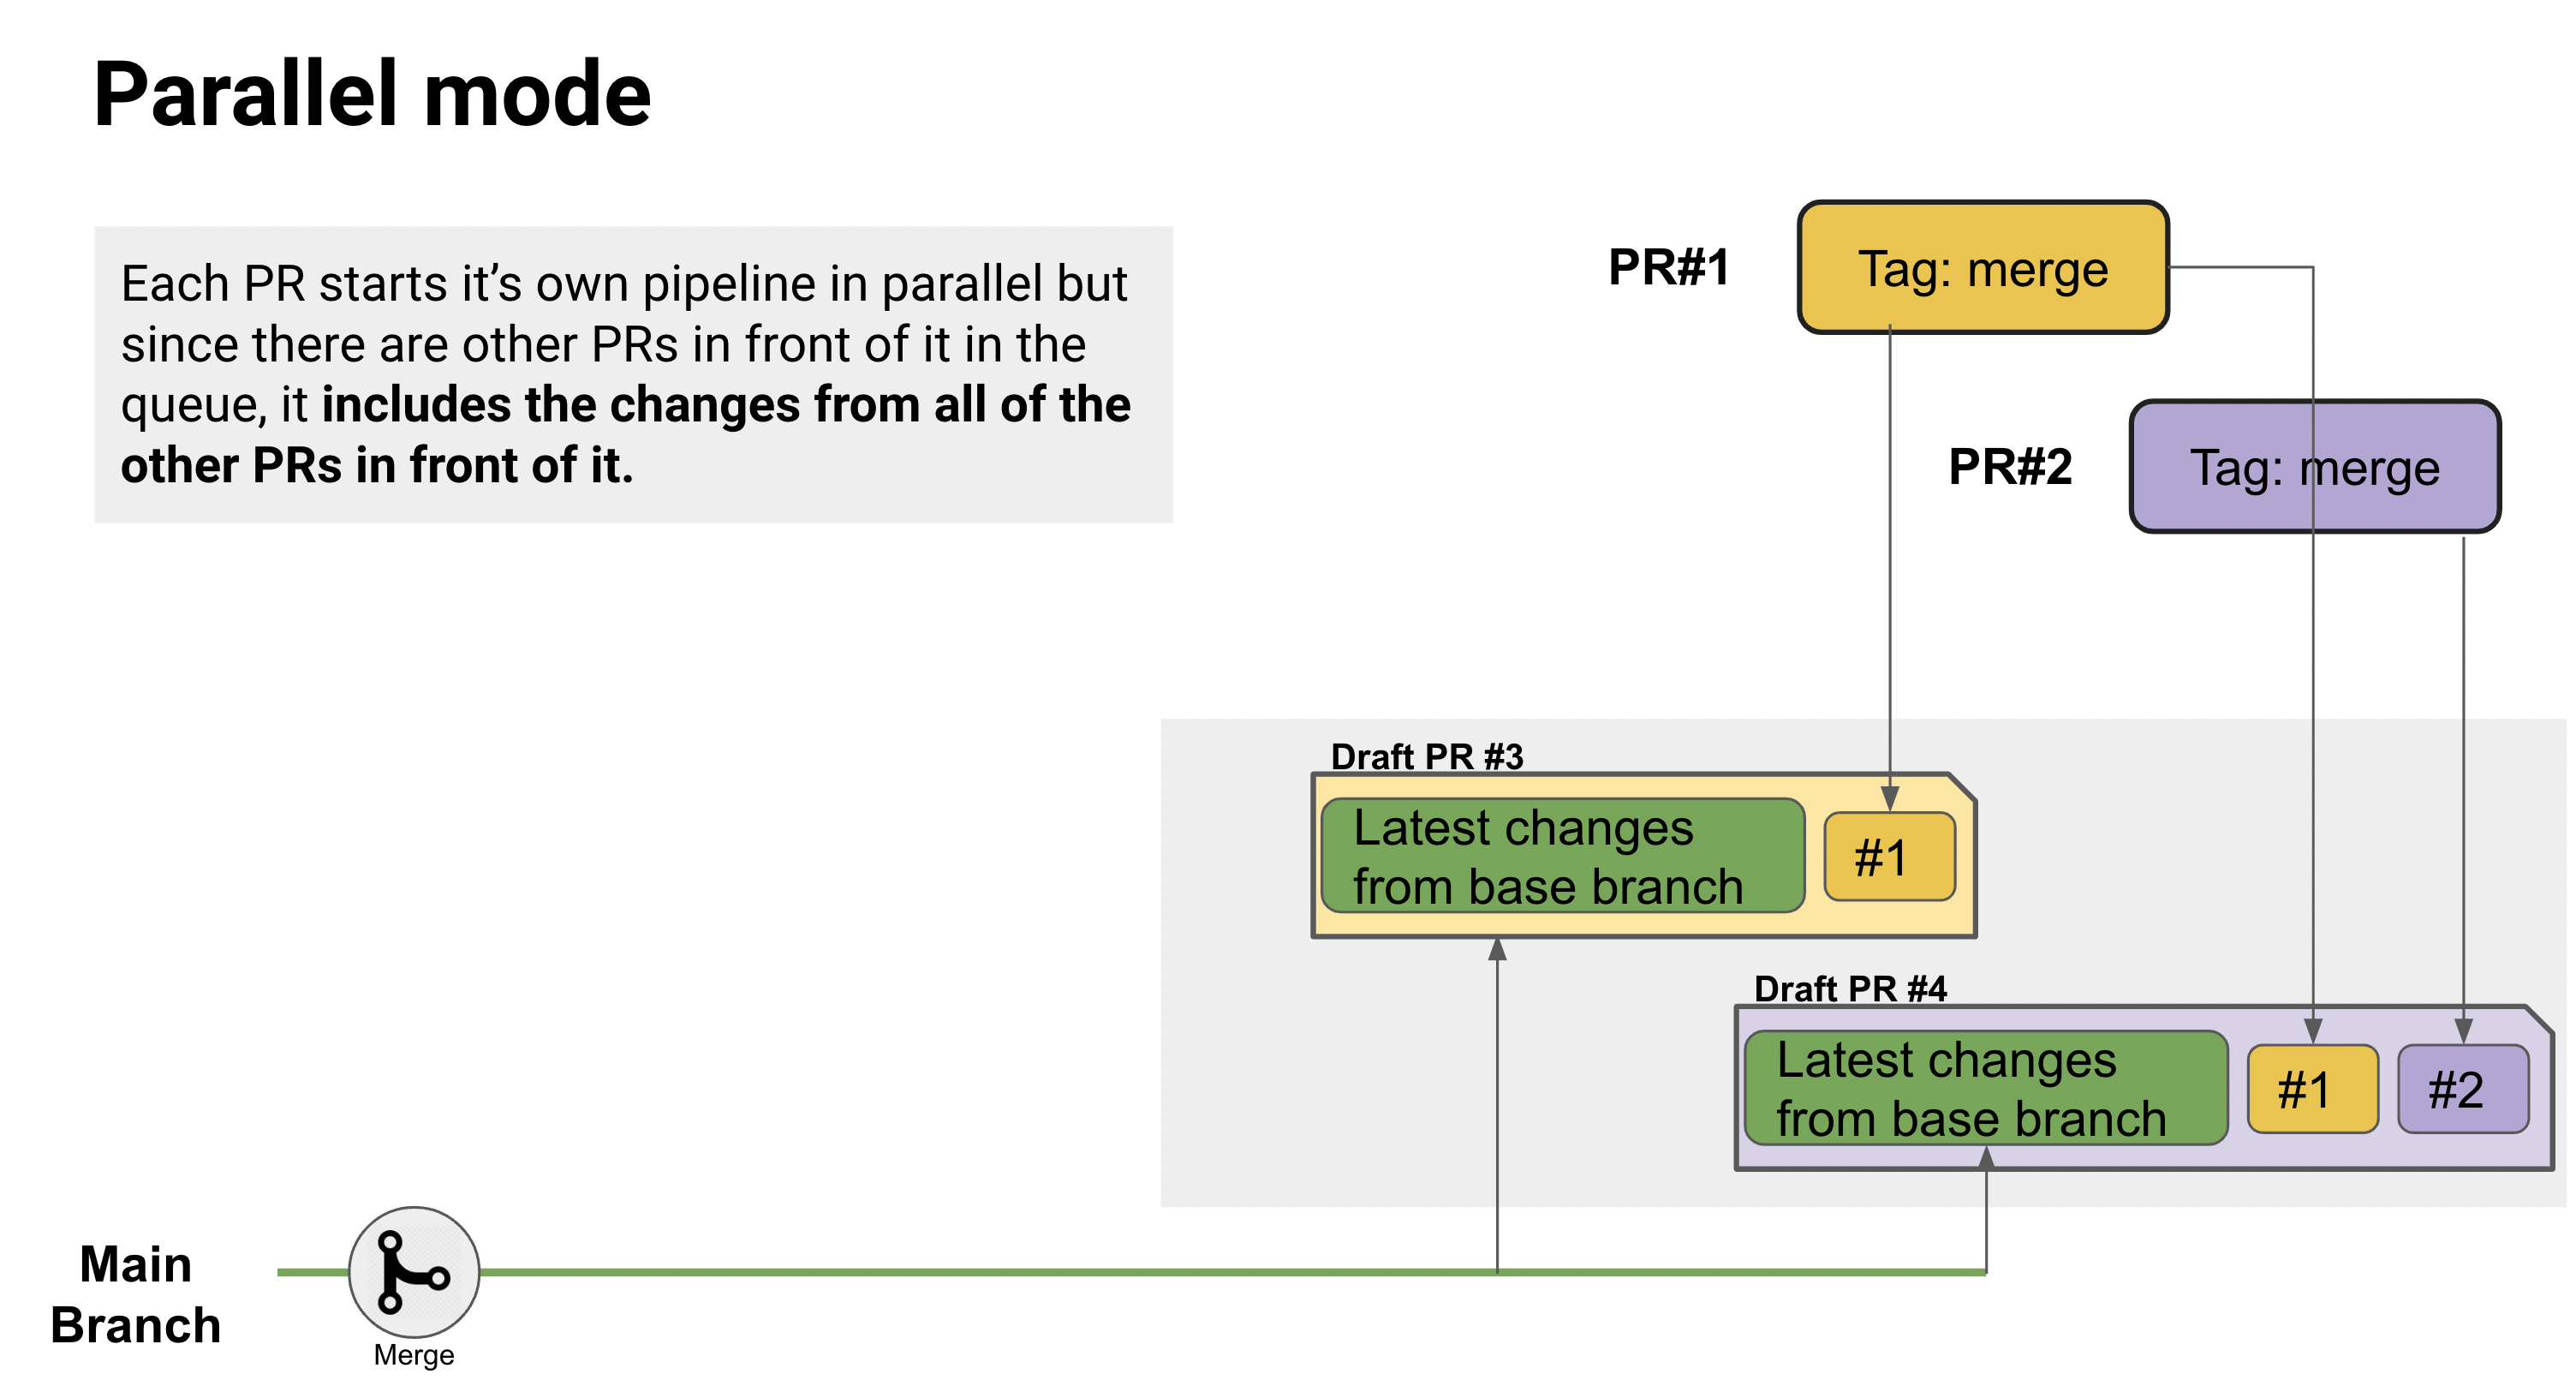 Parallel mode
Each PR starts it’s own pipeline in parallel but
since there are other PRs in front of it in the
queue, it includes the changes from all of the
other PRs in front of it.
PR#1
Tag: merge
PR#2
Tag: merge
Draft PR #3
Latest changes
from base branch
#1
Draft PR #4
Latest changes
from base branch
#1
#2
Main
Branch
Merge